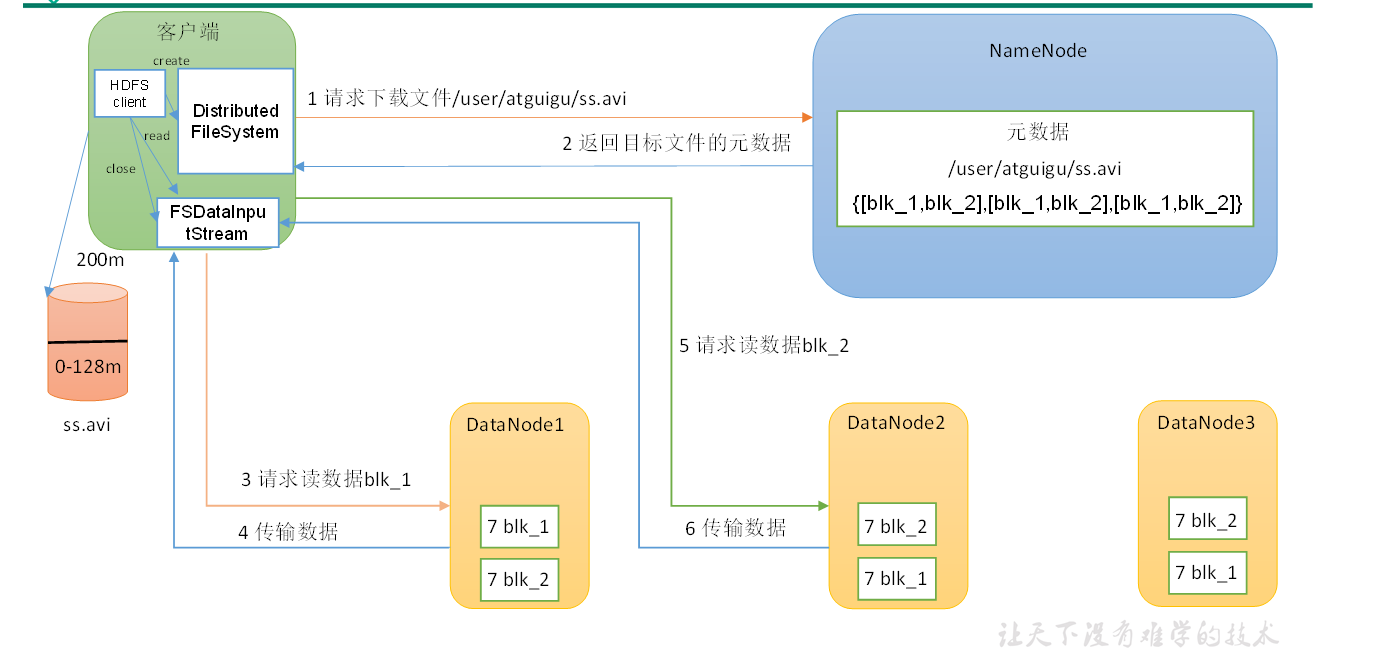 客户端
create
HDFS
client
Distributed
FileSystem
read
close
FSDataInpu
tStream
1 请求下载文件/user/atguigu/ss.avi
2 返回目标文件的元数据
NameNode
元数据
/user/atguigu/ss.avi
{[blk_1,blk_2],[blk_1,blk_2],[blk_1,blk_2]}
200m
0-128m
ss.avi
5 请求读数据blk_2
3 请求读数据blk_1
4 传输数据
6 传输数据
DataNode1
7 blk_1
7 blk_2
DataNode2
7 blk_2
7 blk_1
DataNode3
7 blk_2
7 blk_1
让天下没有难学的技术